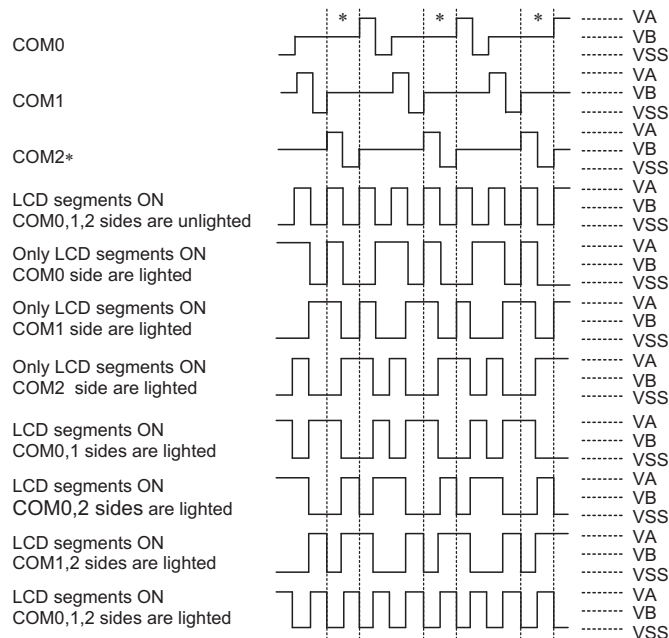 * * *
COM0
VA
VB
VSS
COM1
VA
VB
VSS
COM2*
VA
VB
VSS
LCD segments ON
COM0,1,2 sides are unlighted
VA
VB
VSS
Only LCD segments ON
COM0 side are lighted
VA
VB
VSS
Only LCD segments ON
COM1 side are lighted
VA
VB
VSS
Only LCD segments ON
COM2 side are lighted
VA
VB
VSS
LCD segments ON
COM0,1 sides are lighted
VA
VB
VSS
LCD segments ON
COM0,2 sides are lighted
VA
VB
VSS
LCD segments ON
COM1,2 sides are lighted
VA
VB
VSS
LCD segments ON
COM0,1,2 sides are lighted
VA
VB
VSS